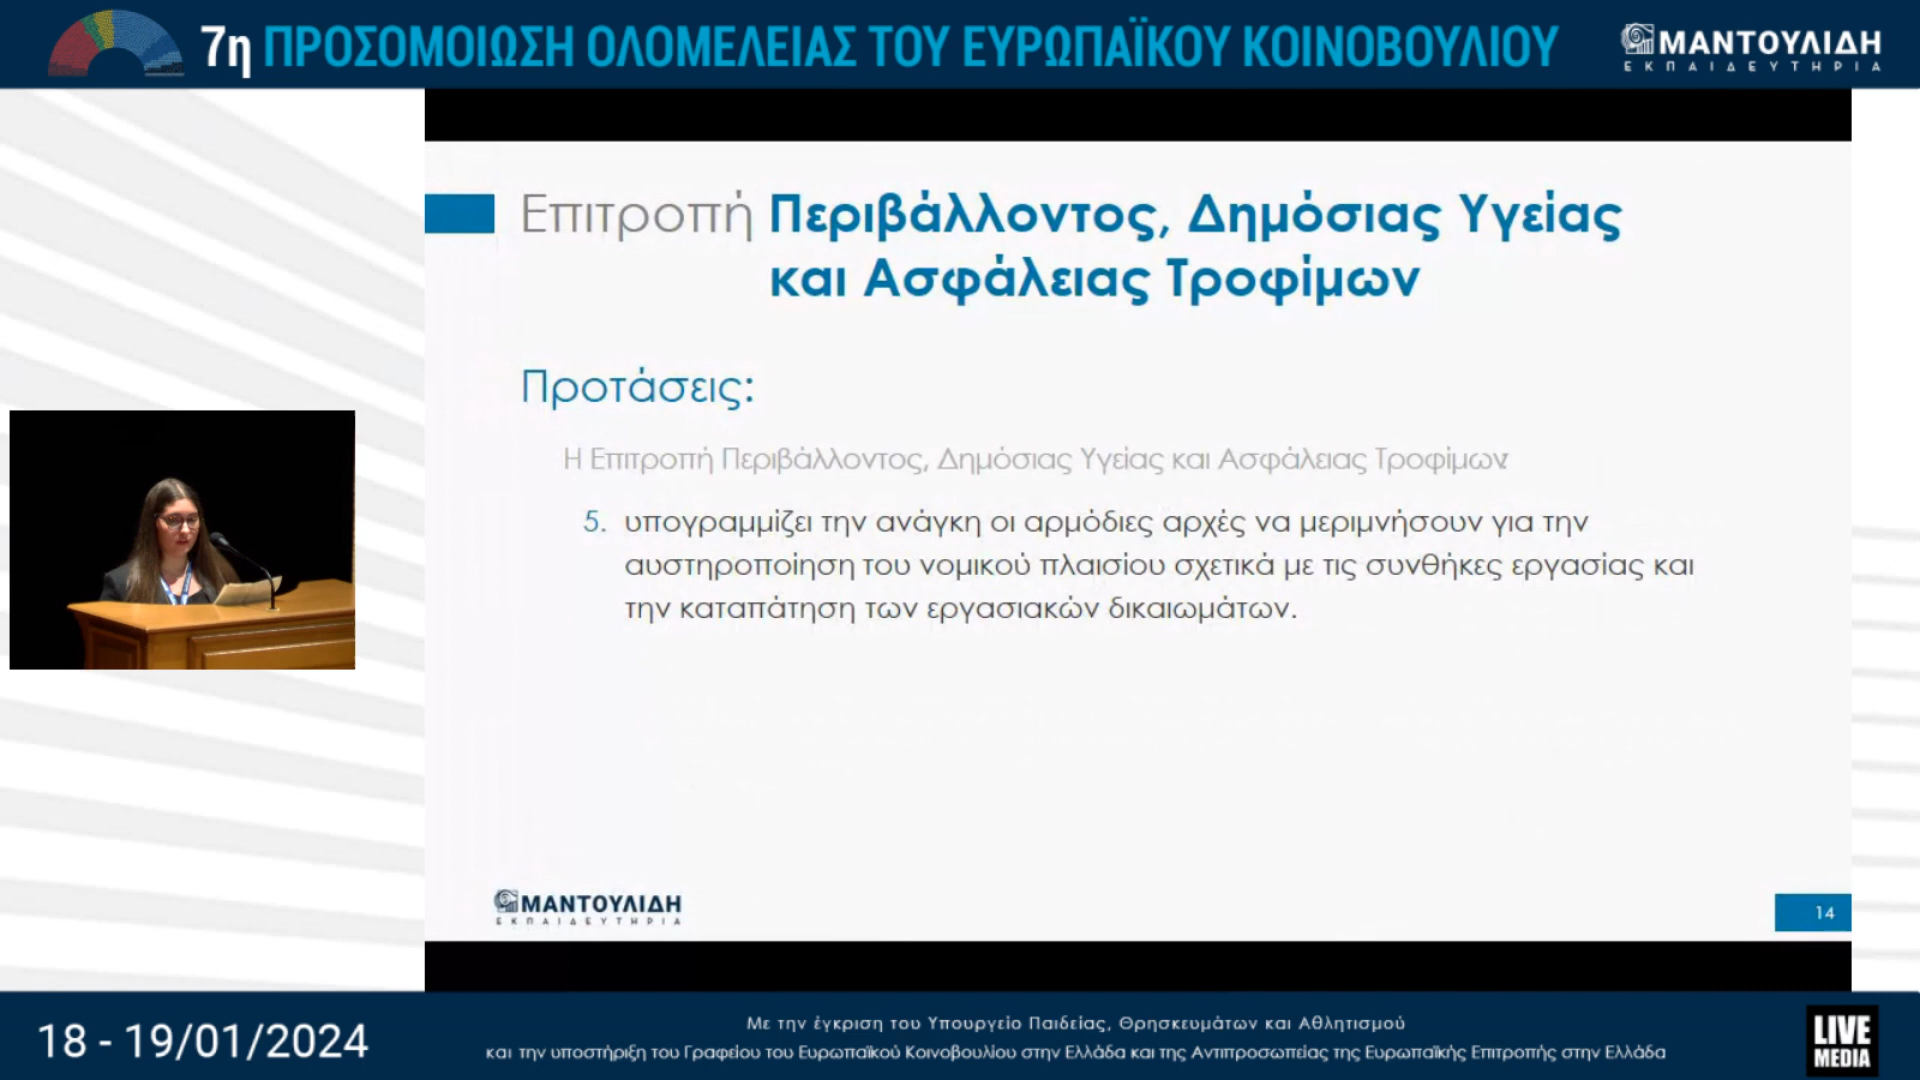 7η ΠΡΟΣΟΜΟΙΩΣΗ ΟΛΟΜΕΛΕΙΑΣ ΤΟΥ ΕΥΡΩΠΑΪΚΟΥ ΚΟΙΝΟΒΟΥΛΙΟΥ
ΜΑΝΤΟΥΛΙΔΗ
ΕΚΠΑΙΔΕΥΤΗΡΙΑ
Επιτροπή Περιβάλλοντος, Δημόσιας Υγείας
και Ασφάλειας Τροφίμων
Προτάσεις:
Η Επιτροπή Περιβάλλοντος, Δημόσιας Υγείας και Ασφάλειας Τροφίμων:
5. υπογραμμίζει την ανάγκη οι αρμόδιες αρχές να μεριμνήσουν για την
αυστηροποίηση του νομικού πλαισίου σχετικά με τις συνθήκες εργασίας και
την καταπάτηση των εργασιακών δικαιωμάτων.
ΜΑΝΤΟΥΛΙΔΗ
ΕΚΠΑΙΔΕΥΤΗΡΙΑ
14
18 - 19/01/2024
Με την έγκριση του Υπουργείο Παιδείας, Θρησκευμάτων και Αθλητισμού
και την υποστήριξη του Γραφείου του Ευρωπαϊκού Κοινοβουλίου στην Ελλάδα και της Αντιπροσωπείας της Ευρωπαϊκής Επιτροπής στην Ελλάδα
LIVE
MEDIA